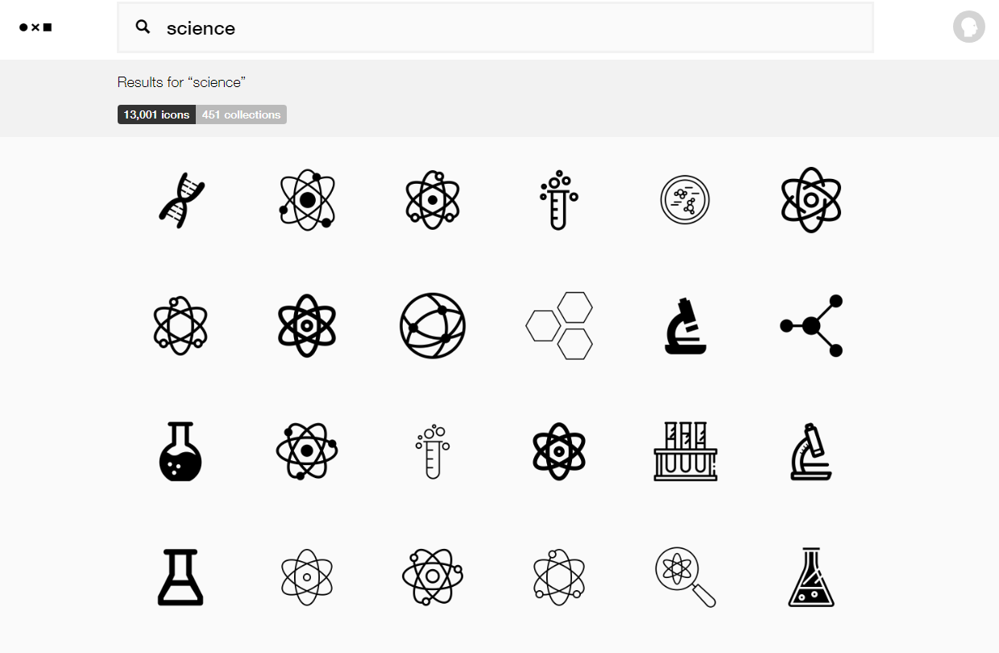 science
Results for “science”
13,001 icons 451 collections